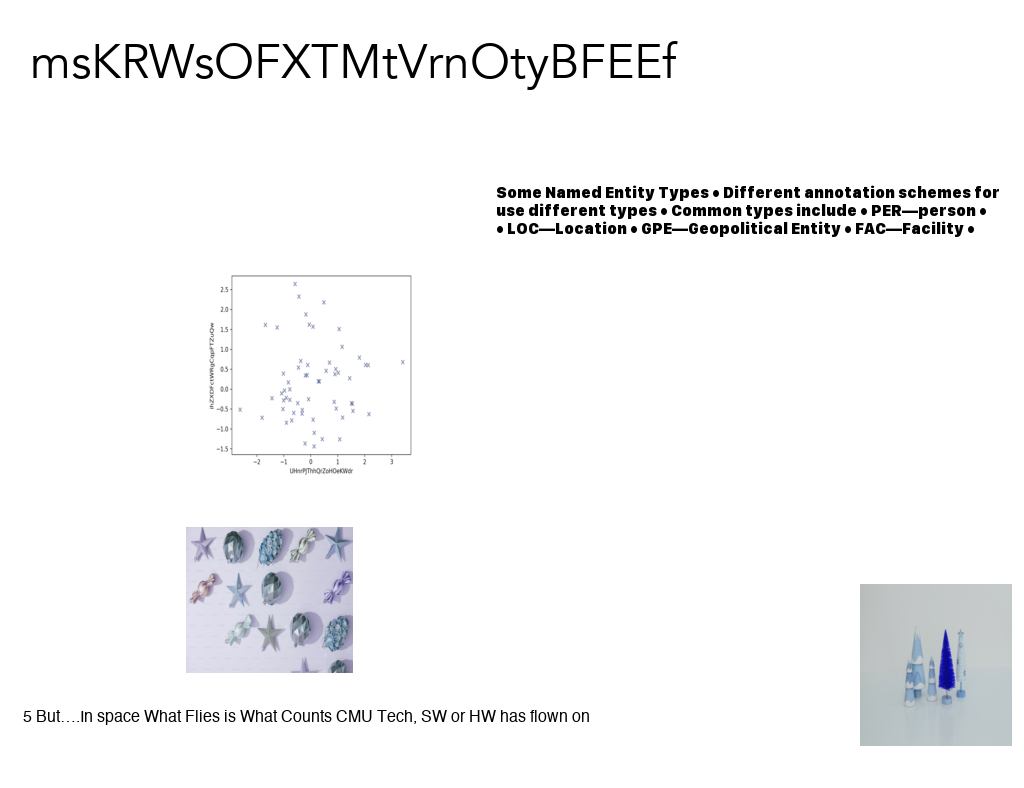 msKRWsOFXTMtVrnOtyBFEEf
Some Named Entity Types • Different annotation schemes for
use different types • Common types include • PER—person •
• LOC—Location • GPE—Geopolitical Entity • FAC—Facility •
2.5
2.0
1.5
1.0
0.5
0.0
−0.5
−1.0
−1.5
−2 −1 0 1 2 3
5 But….in space What Flies is What Counts CMU Tech, SW or HW has flown on